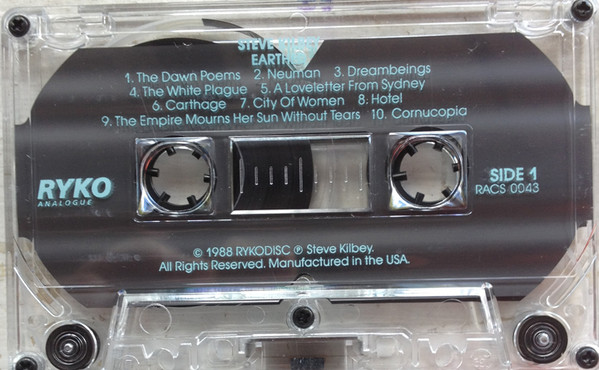 STEVE KILBEY
EARTHED
1. The Dawn Poems 2. Neuman 3. Dreambeings
4. The White Plague 5. A Loveletter From Sydney
6. Carthage 7. City Of Women 8. Hotel
9. The Empire Mourns Her Sun Without Tears 10. Cornucopia
RYKO
ANALOGUE
SIDE 1
RACS 0043
© 1988 RYKODISC ℗ Steve Kilbey.
All Rights Reserved. Manufactured in the USA.